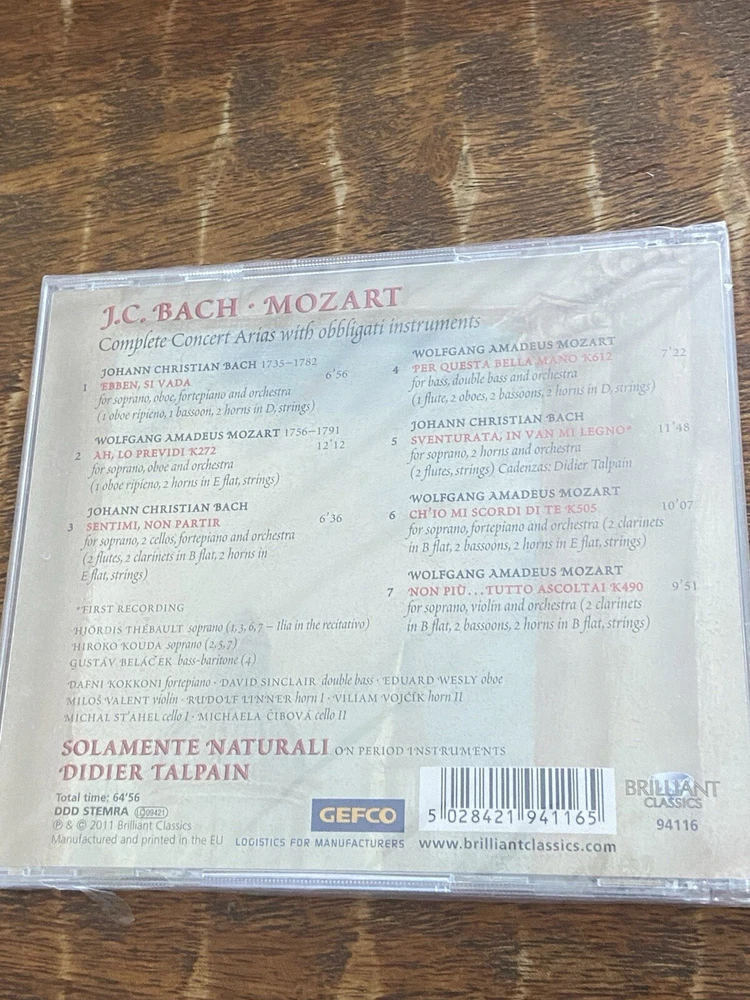 J.C. BACH · MOZART
Complete Concert Arias with obbligati instruments
JOHANN CHRISTIAN BACH 1735–1782
1 EBBEN, SI VADA 6'56
for soprano, oboe, fortepiano and orchestra
(1 oboe ripieno, 1 bassoon, 2 horns in D, strings)
WOLFGANG AMADEUS MOZART 1756–1791
2 AH, LO PREVIDI K272 12'12
for soprano, oboe and orchestra
(1 oboe ripieno, 2 horns in E flat, strings)
JOHANN CHRISTIAN BACH
3 SENTIMI, NON PARTIR 6'36
for soprano, 2 cellos, fortepiano and orchestra
(2 flutes, 2 clarinets in B flat, 2 horns in
E flat, strings)
WOLFGANG AMADEUS MOZART
4 PER QUESTA BELLA MANO K612 7'22
for bass, double bass and orchestra
(1 flute, 2 oboes, 2 bassoons, 2 horns in D, strings)
JOHANN CHRISTIAN BACH
5 SVENTURATA, IN VAN MI LEGNO* 11'48
for soprano, 2 horns and orchestra
(2 flutes, strings) Cadenzas: Didier Talpain
WOLFGANG AMADEUS MOZART
6 CH'IO MI SCORDI DI TE K505 10'07
for soprano, fortepiano and orchestra (2 clarinets
in B flat, 2 bassoons, 2 horns in E flat, strings)
WOLFGANG AMADEUS MOZART
7 NON PIÙ...TUTTO ASCOLTAI K490 9'51
for soprano, violin and orchestra (2 clarinets
in B flat, 2 bassoons, 2 horns in B flat, strings)
*FIRST RECORDING
HJÖRDIS THÉBAULT soprano (1,3,6,7 – Ilia in the recitativo)
HIROKO KOUDA soprano (2,5,7)
GUSTÁV BELÁČEK bass-baritone (4)
DAFNI KOKKONI fortepiano · DAVID SINCLAIR double bass · EDUARD WESLY oboe
MILOŠ VALENT violin · RUDOLF LINNER horn I · VILIAM VOJČÍK horn II
MICHAL ST'AHEL cello I · MICHAELA ČIBOVÁ cello II
SOLAMENTE NATURALI ON PERIOD INSTRUMENTS
DIDIER TALPAIN
Total time: 64'56
DDD STEMRA LC09421
℗ & © 2011 Brilliant Classics
Manufactured and printed in the EU
GEFCO
LOGISTICS FOR MANUFACTURERS
5 028421 941165
www.brilliantclassics.com
BRILLIANT
CLASSICS
94116